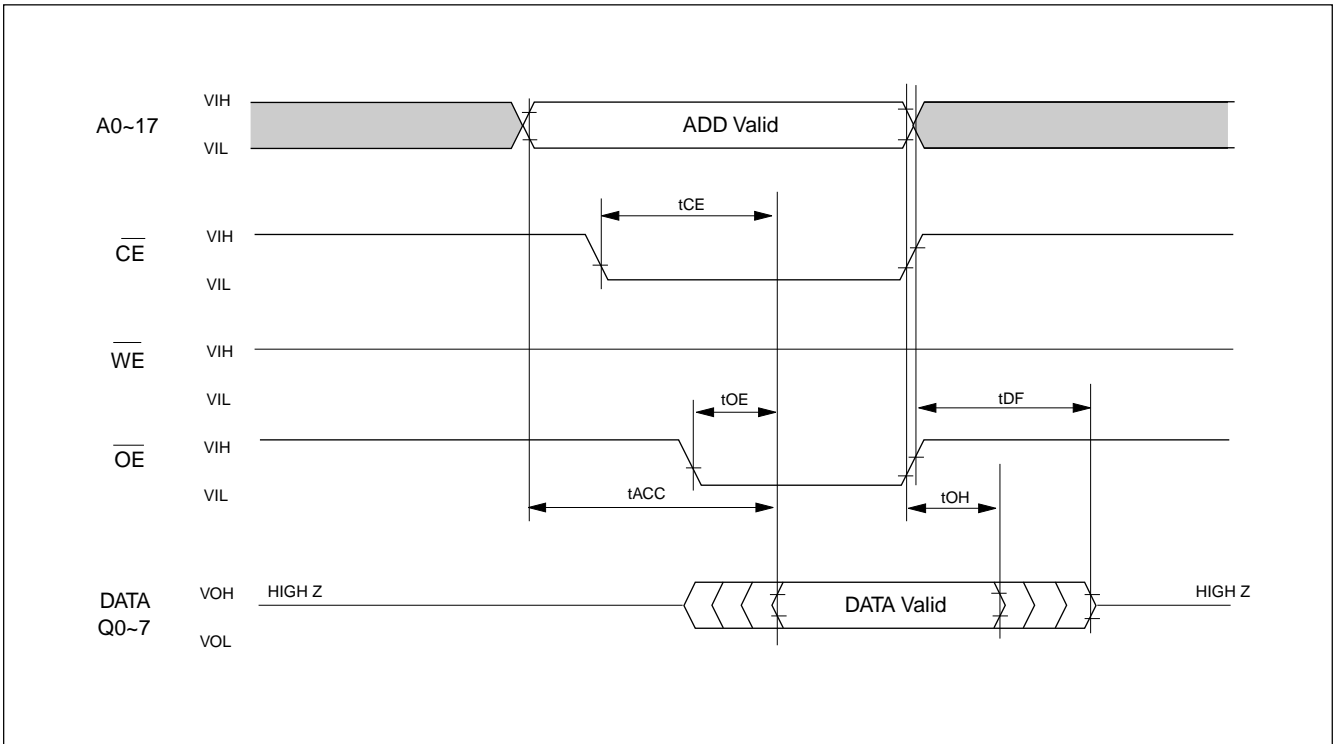 VIH
A0~17
ADD Valid
VIL
tCE
VIH
CE
VIL
VIH
WE
VIL
tOE
tDF
VIH
OE
VIL
tACC
tOH
VOH
HIGH Z
HIGH Z
DATA
Q0~7
DATA Valid
VOL